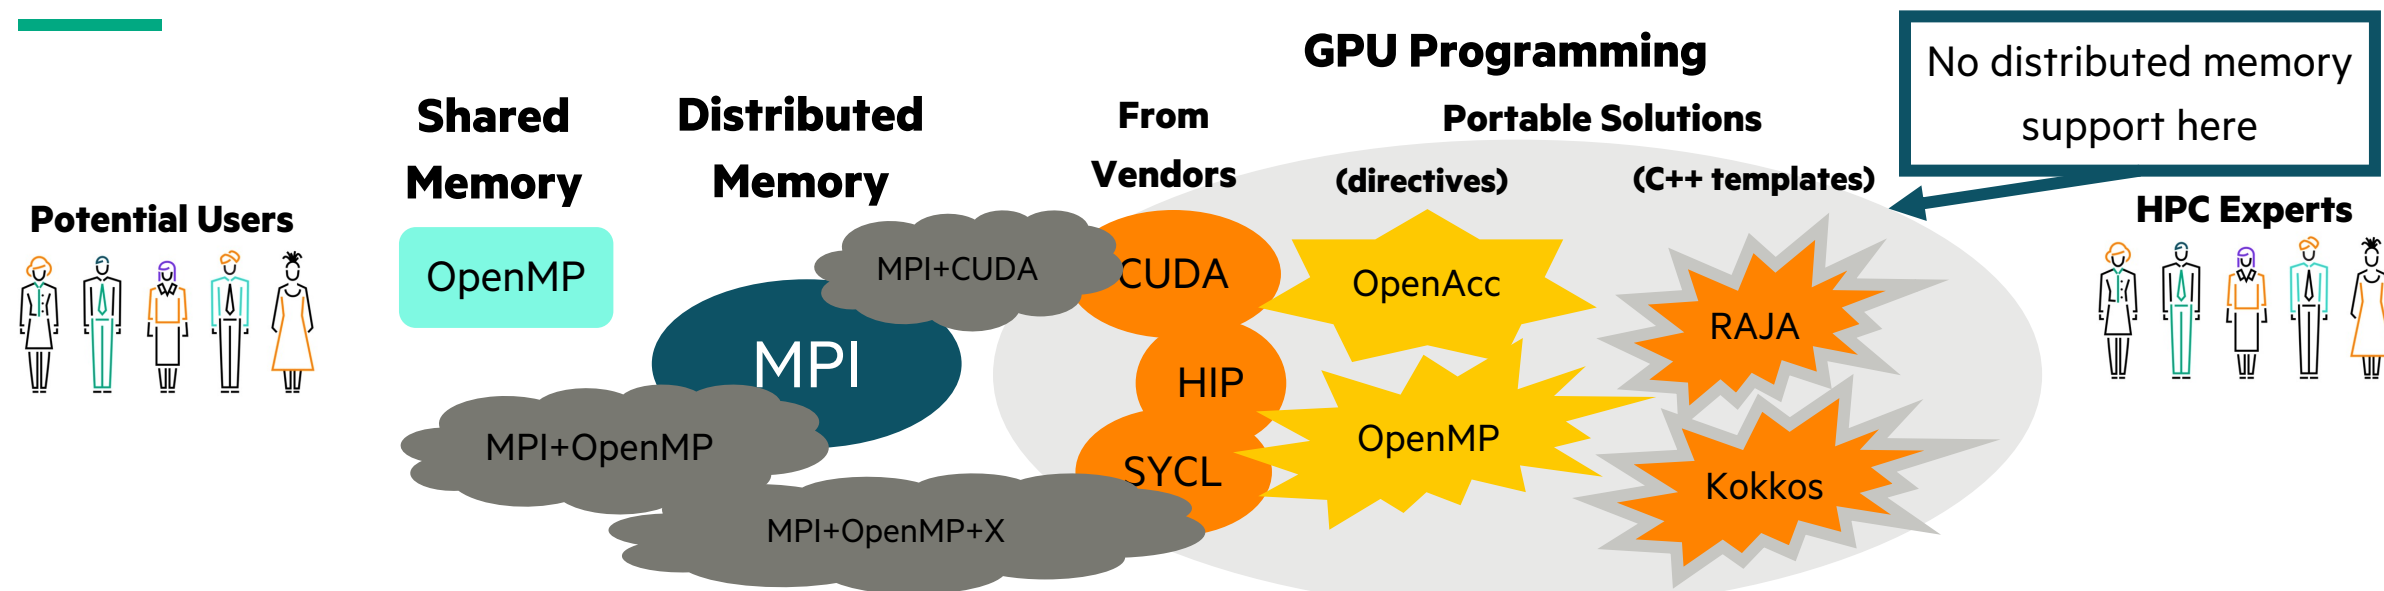 GPU Programming
No distributed memory
support here
Shared
Memory
Distributed
Memory
From
Vendors
Portable Solutions
(directives)
(C++ templates)
Potential Users
HPC Experts
OpenMP
MPI+CUDA
CUDA
OpenAcc
RAJA
MPI
HIP
MPI+OpenMP
SYCL
OpenMP
Kokkos
MPI+OpenMP+X